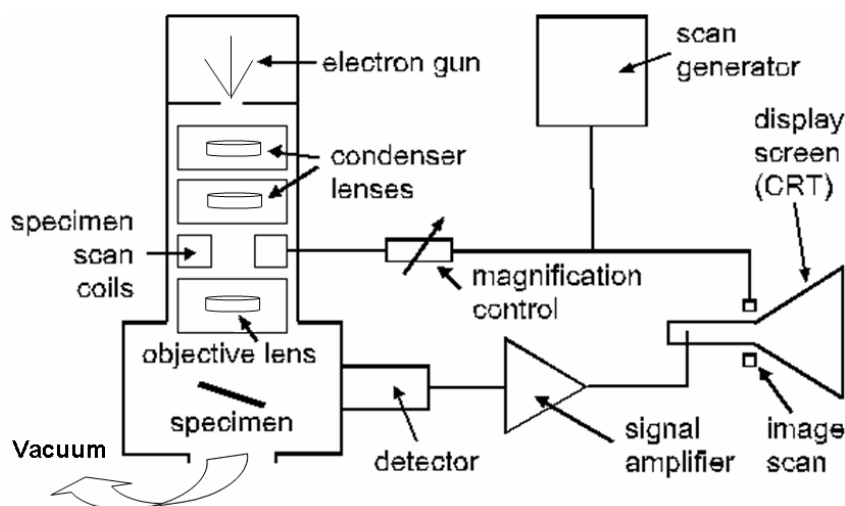 electron gun
scan
generator
display
screen
(CRT)
condenser
lenses
specimen
scan
coils
magnification
control
objective lens
specimen
Vacuum
detector
signal
amplifier
image
scan